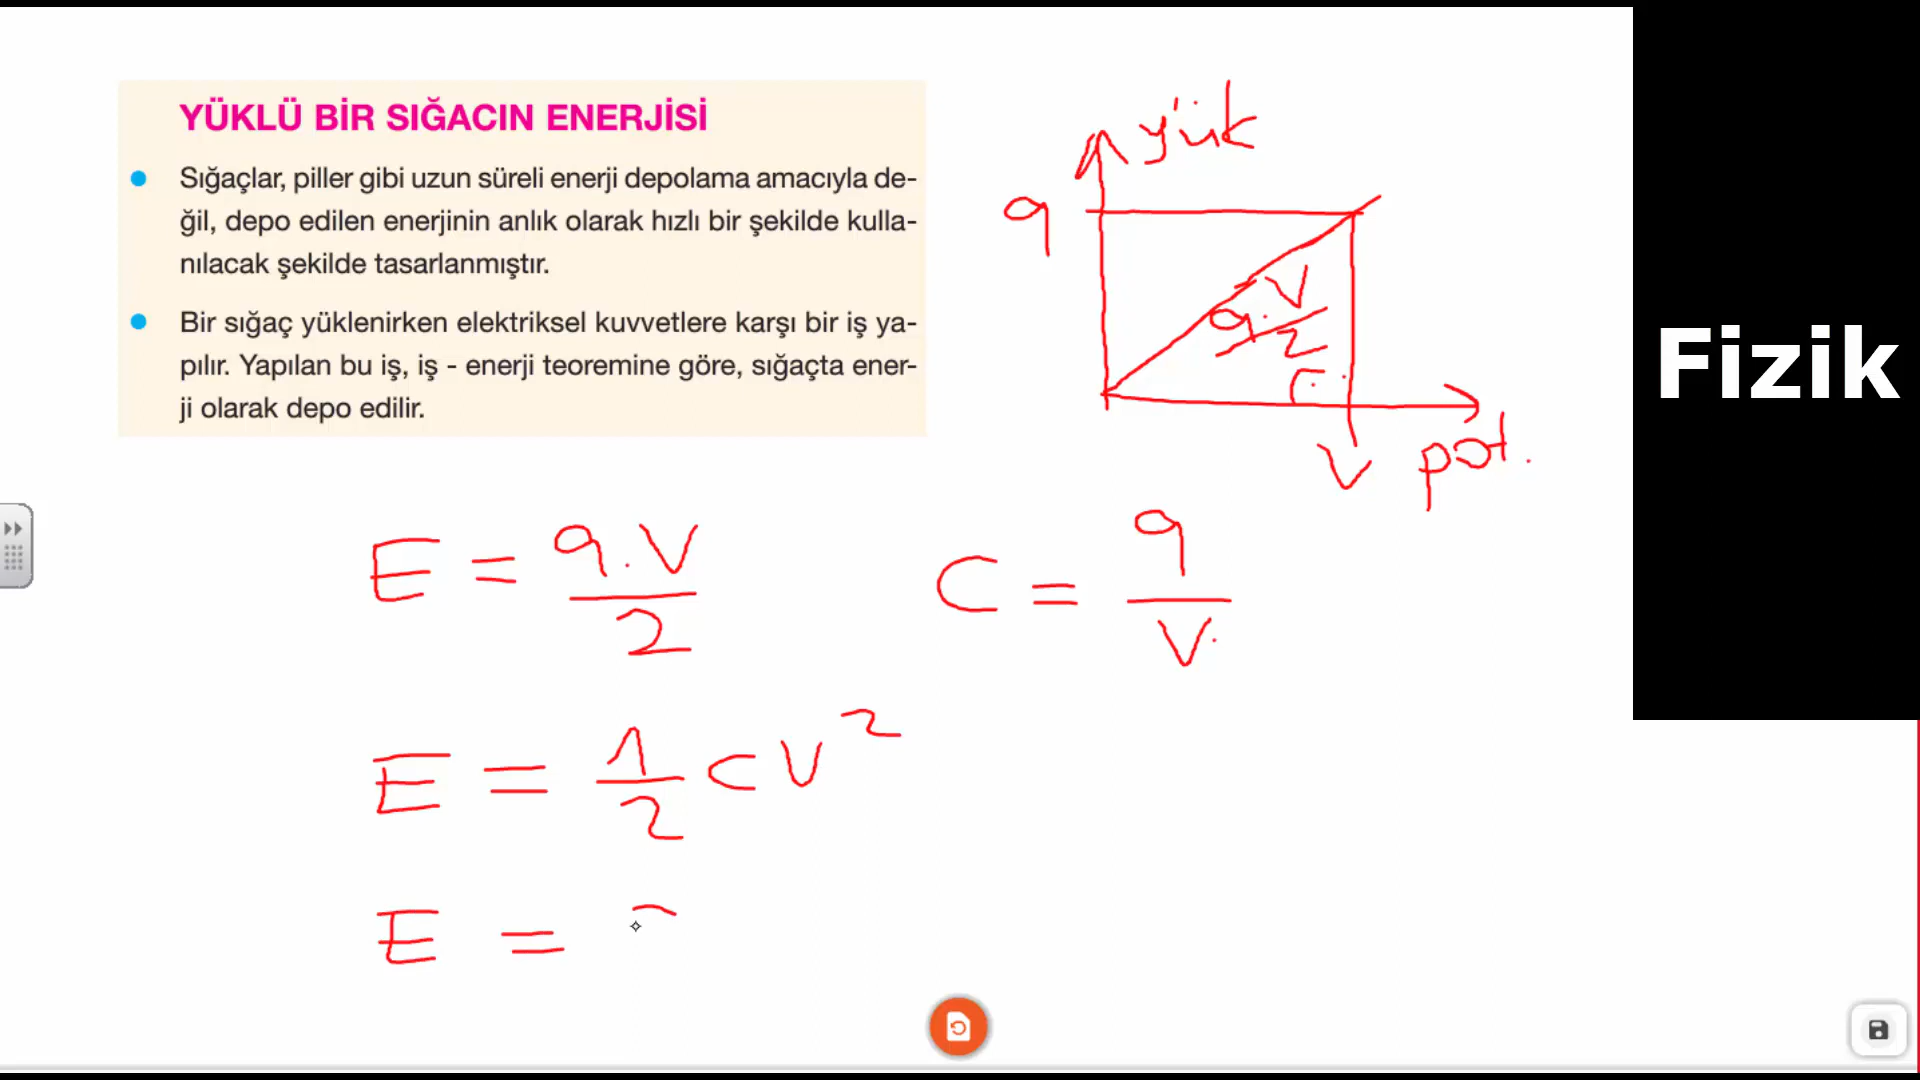 YÜKLÜ BİR SIĞACIN ENERJİSİ
Sığaçlar, piller gibi uzun süreli enerji depolama amacıyla de-
ğil, depo edilen enerjinin anlık olarak hızlı bir şekilde kulla-
nılacak şekilde tasarlanmıştır.
Bir sığaç yüklenirken elektriksel kuvvetlere karşı bir iş ya-
pılır. Yapılan bu iş, iş - enerji teoremine göre, sığaçta ener-
ji olarak depo edilir.
yük
q
q.V
2
V
pot.
Fizik
E = q.V
2
C = q
V
E = 1
2 CV²
E =